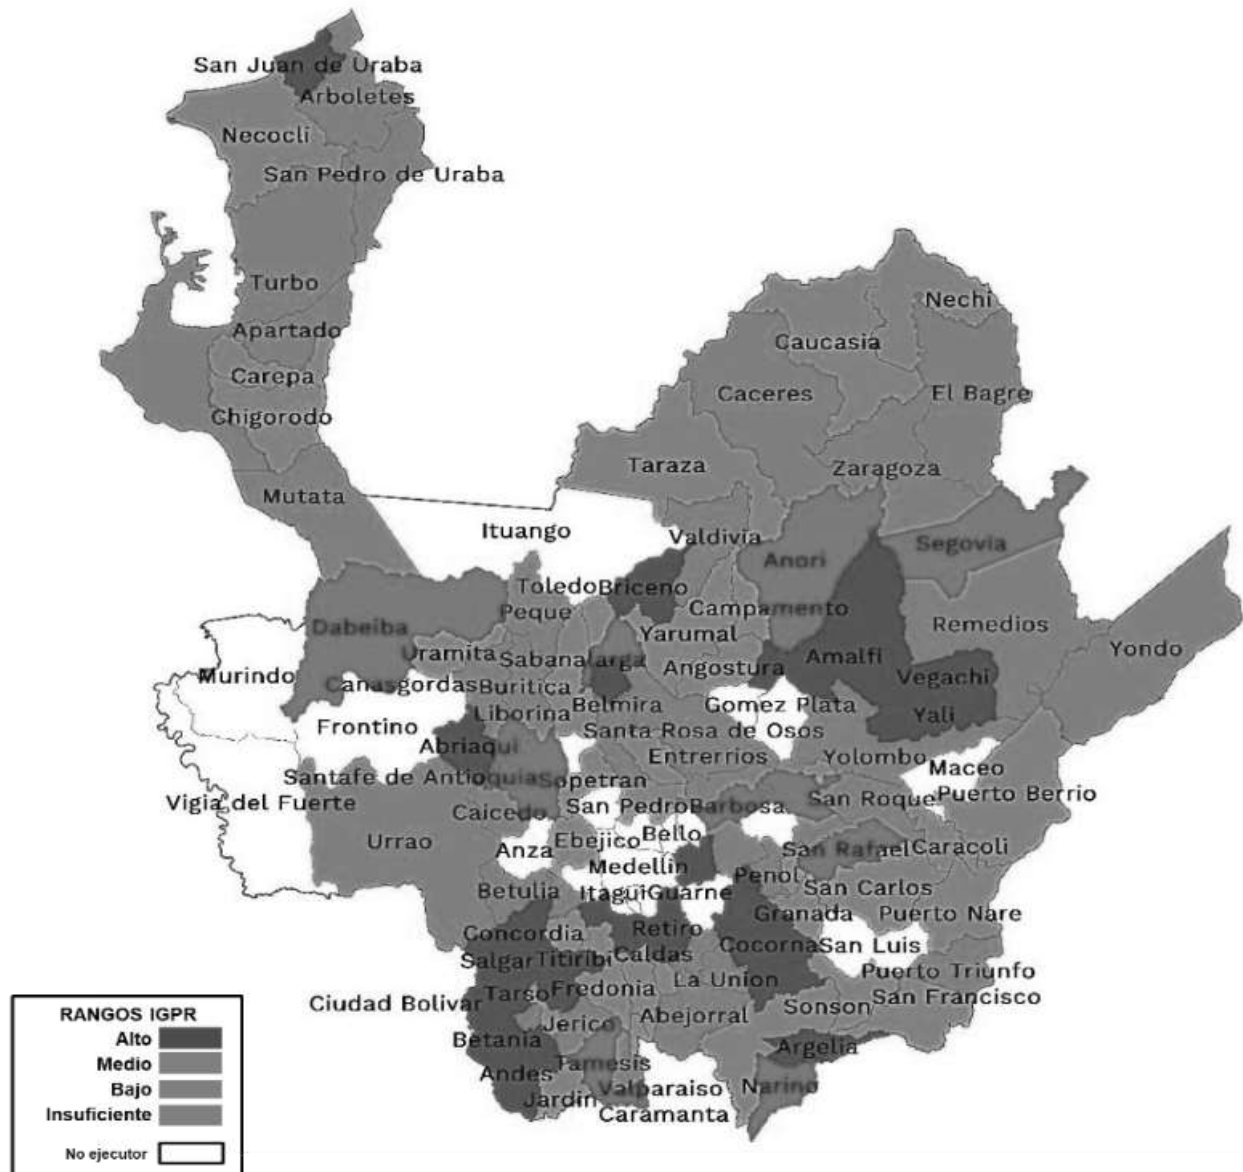 San Juan de Uraba
Arboletes
Necocli
San Pedro de Uraba
Turbo
Nechi
Apartado
Caucasia
Carepa
Caceres
El Bagre
Chigorodo
Taraza
Zaragoza
Mutata
Ituango
Valdivia
Segovia
Anori
Toledo
Briceno
Peque
Campamento
Dabeiba
Yarumal
Remedios
Uramita
Sabanalarga
Angostura
Amalfi
Yondo
Murindo
Canasgordas
Buritica
Vegachi
Belmira
Gomez Plata
Liborina
Yali
Frontino
Santa Rosa de Osos
Abriaqui
Entrerrios
Yolombo
Maceo
Santafe de Antioquia
Sopetran
Puerto Berrio
Vigia del Fuerte
San Pedro
Barbosa
San Roque
Caicedo
Urrao
Anza
Ebejico
Bello
San Rafael
Caracoli
Medellin
Penol
Betulia
Itagui
Guarne
San Carlos
Granada
Puerto Nare
Concordia
Retiro
Cocorna
San Luis
Salgar
Titiribi
Caldas
La Union
Puerto Triunfo
Ciudad Bolivar
Tarso
Fredonia
Sonson
San Francisco
Jerico
Abejorral
Betania
Argelia
Andes
Tamesis
Jardin
Valparaiso
Narino
Caramanta
RANGOS IGPR
Alto
Medio
Bajo
Insuficiente
No ejecutor